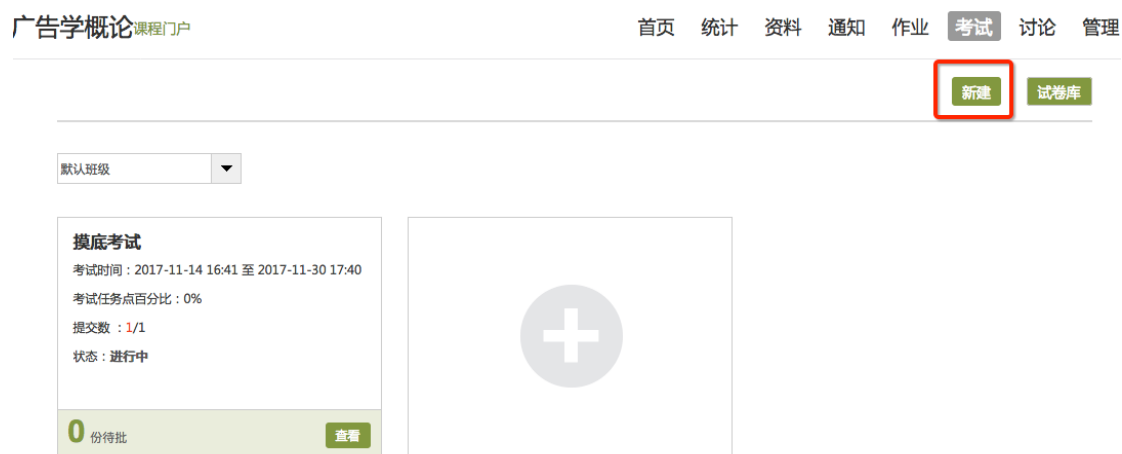 广告学概论 课程门户 首页 统计 资料 通知 作业 考试 讨论 管理
新建 试卷库
默认班级
摸底考试
考试时间：2017-11-14 16:41 至 2017-11-30 17:40
考试任务点百分比：0%
提交数 ：1/1
状态：进行中
0 份待批 查看